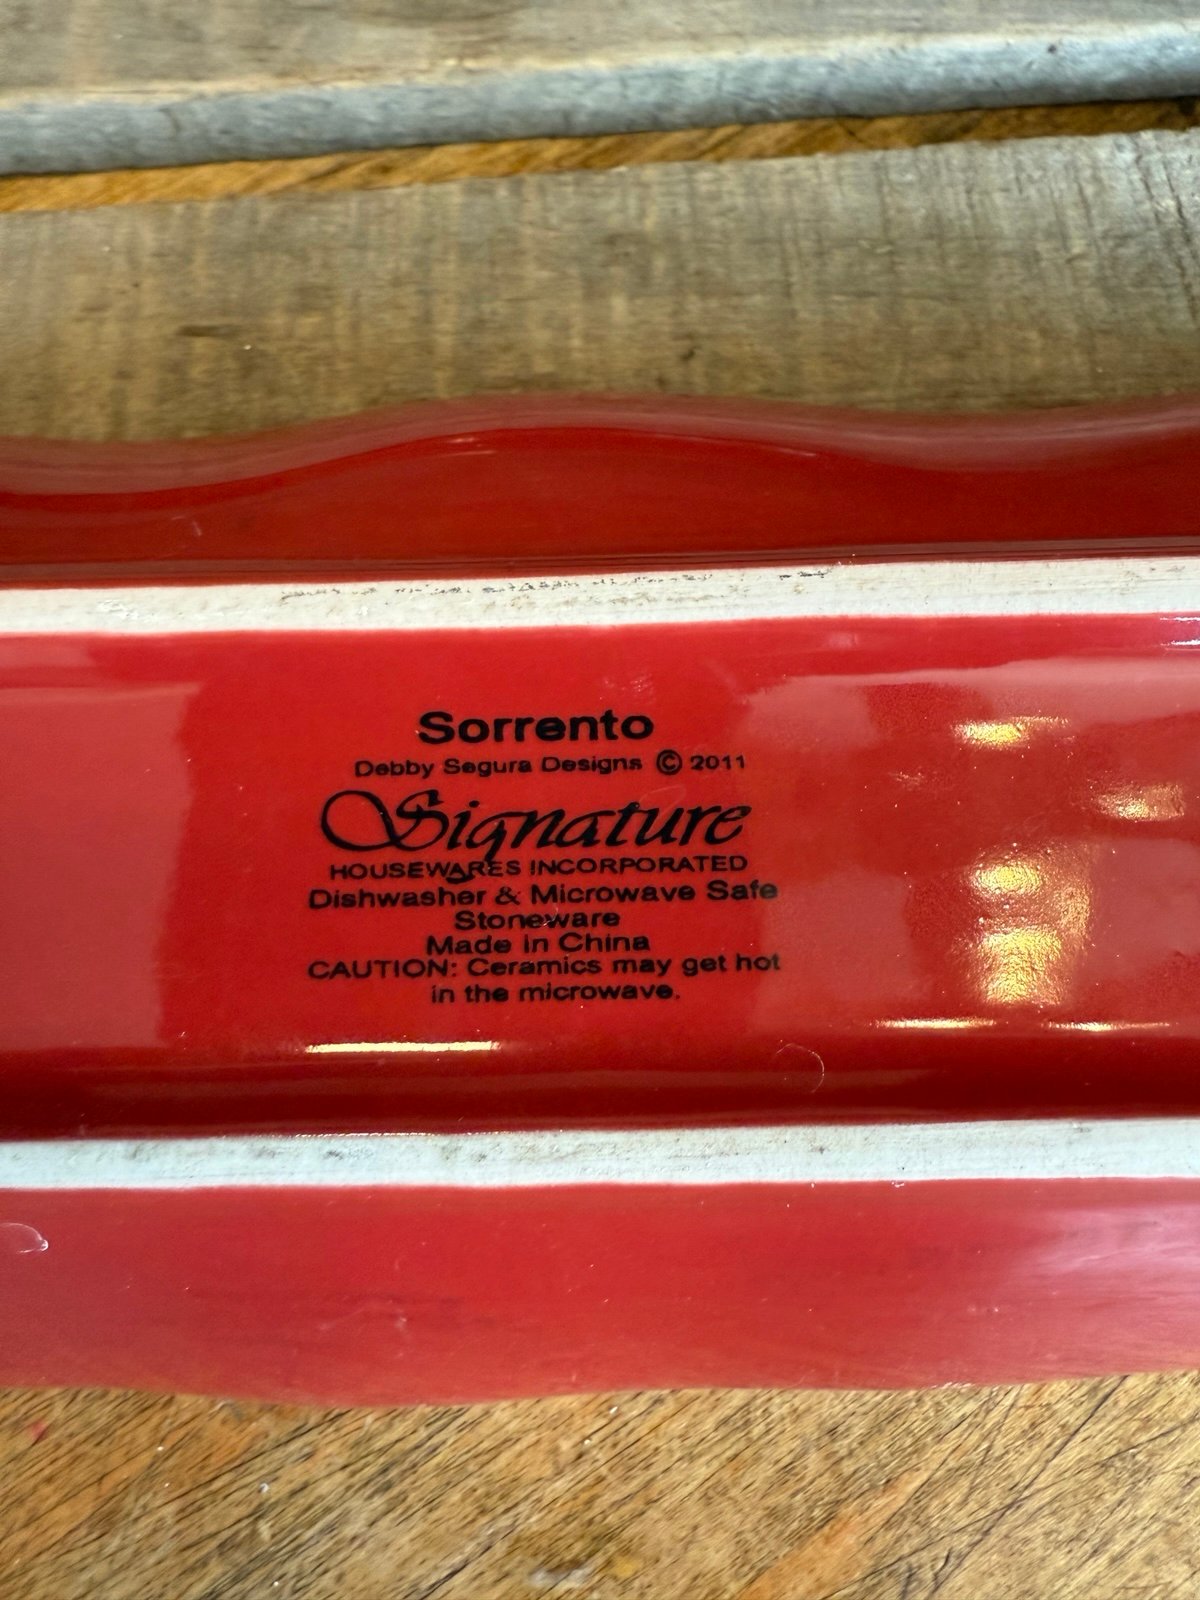 Sorrento
Debby Segura Designs © 2011
Signature
HOUSEWARES INCORPORATED
Dishwasher & Microwave Safe
Stoneware
Made in China
CAUTION: Ceramics may get hot
in the microwave.